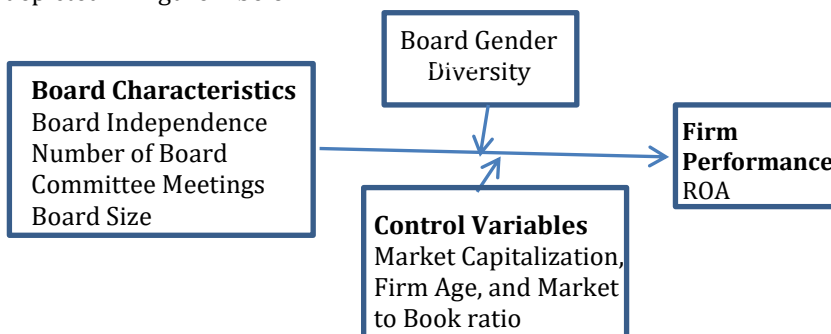 Board Gender
Diversity
Board Characteristics
Board Independence
Number of Board
Committee Meetings
Board Size
Firm
Performance
ROA
Control Variables
Market Capitalization,
Firm Age, and Market
to Book ratio